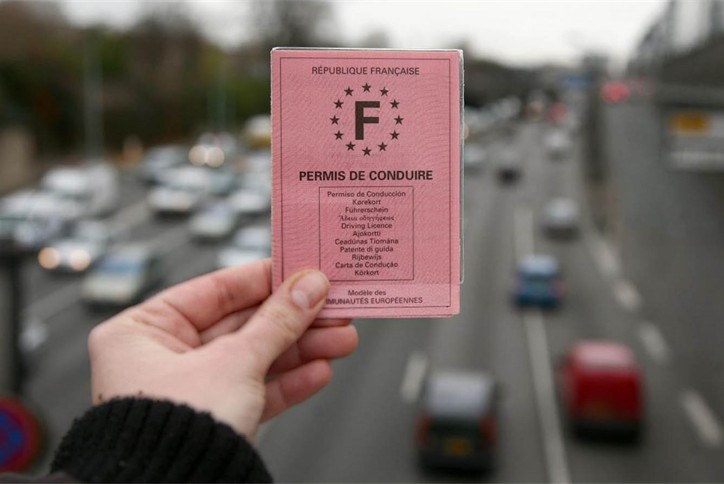 RÉPUBLIQUE FRANÇAISE
F
PERMIS DE CONDUIRE
Permiso de Conducción
Kørekort
Führerschein
Άδεια οδηγήσεως
Driving Licence
Ajokortti
Ceadúnas Tiomána
Patente di guida
Rijbewijs
Carta de Condução
Körkort
Modèle des
MMUNAUTÉS EUROPÉENNES